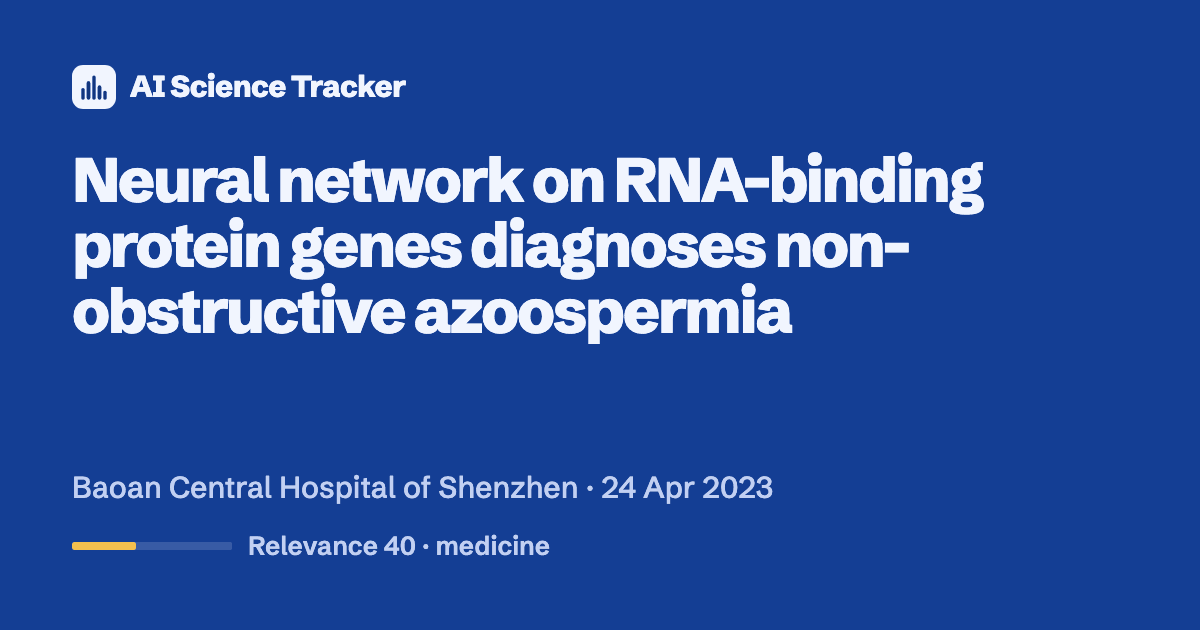 AI Science Tracker
Neural network on RNA-binding
protein genes diagnoses non-
obstructive azoospermia
Baoan Central Hospital of Shenzhen · 24 Apr 2023
Relevance 40 · medicine